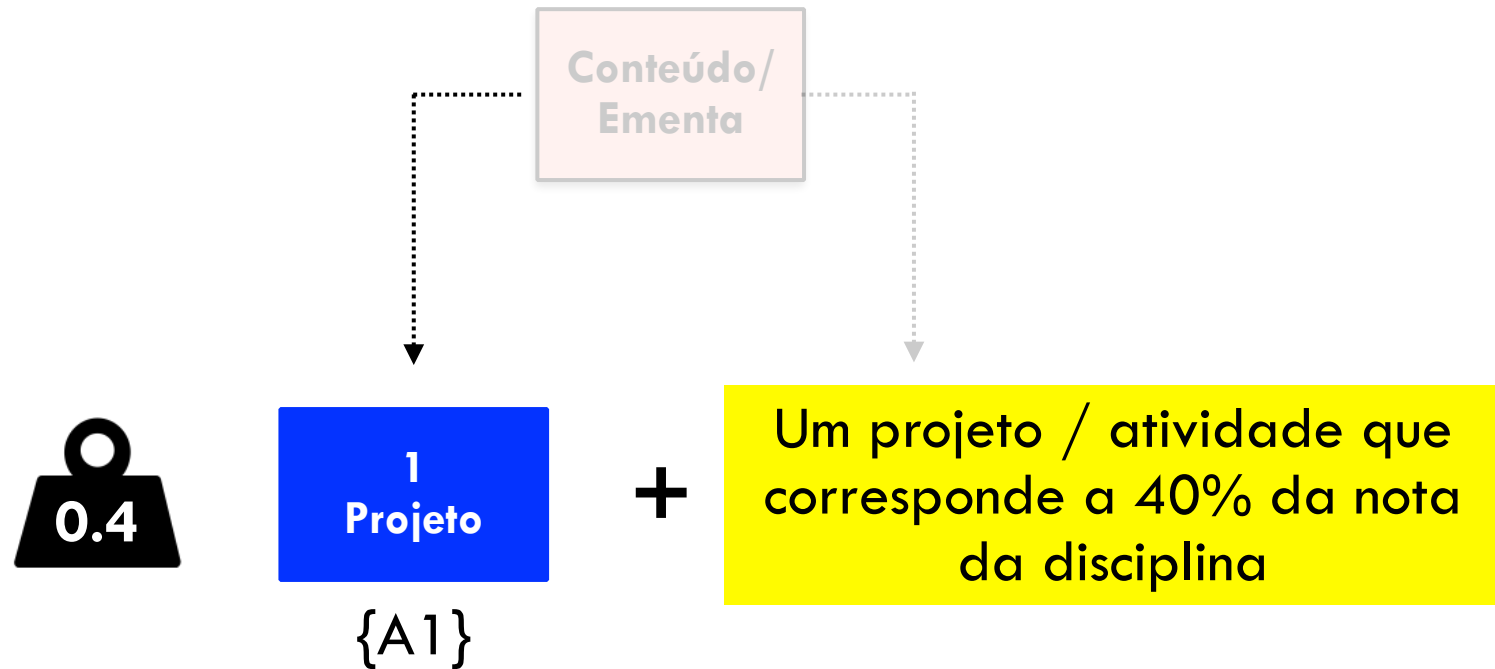 Conteúdo/
Ementa
0.4
1
Projeto
+
Um projeto / atividade que
corresponde a 40% da nota
da disciplina
{A1}